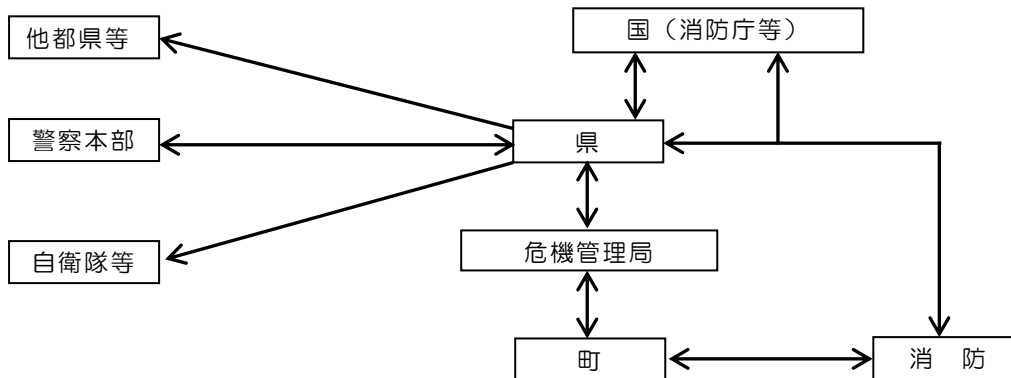 他都県等
国（消防庁等）
警察本部
県
自衛隊等
危機管理局
町
消　防